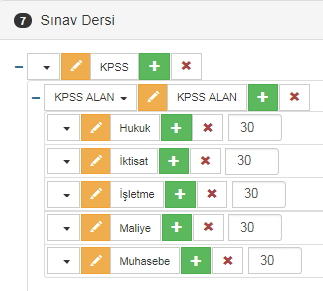 7 Sınav Dersi
KPSS
KPSS ALAN KPSS ALAN
Hukuk 30
İktisat 30
İşletme 30
Maliye 30
Muhasebe 30